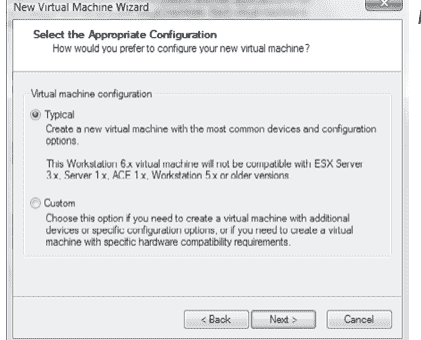 New Virtual Machine Wizard
Select the Appropriate Configuration
How would you prefer to configure your new virtual machine?
Virtual machine configuration
Typical
Create a new virtual machine with the most common devices and configuration
options.
This Workstation 6.x virtual machine will not be compatible with ESX Server
3.x, Server 1.x, ACE 1.x, Workstation 5.x or older versions.
Custom
Choose this option if you need to create a virtual machine with additional
devices or specific configuration options, or if you need to create a virtual
machine with specific hardware compatibility requirements.
< Back Next > Cancel